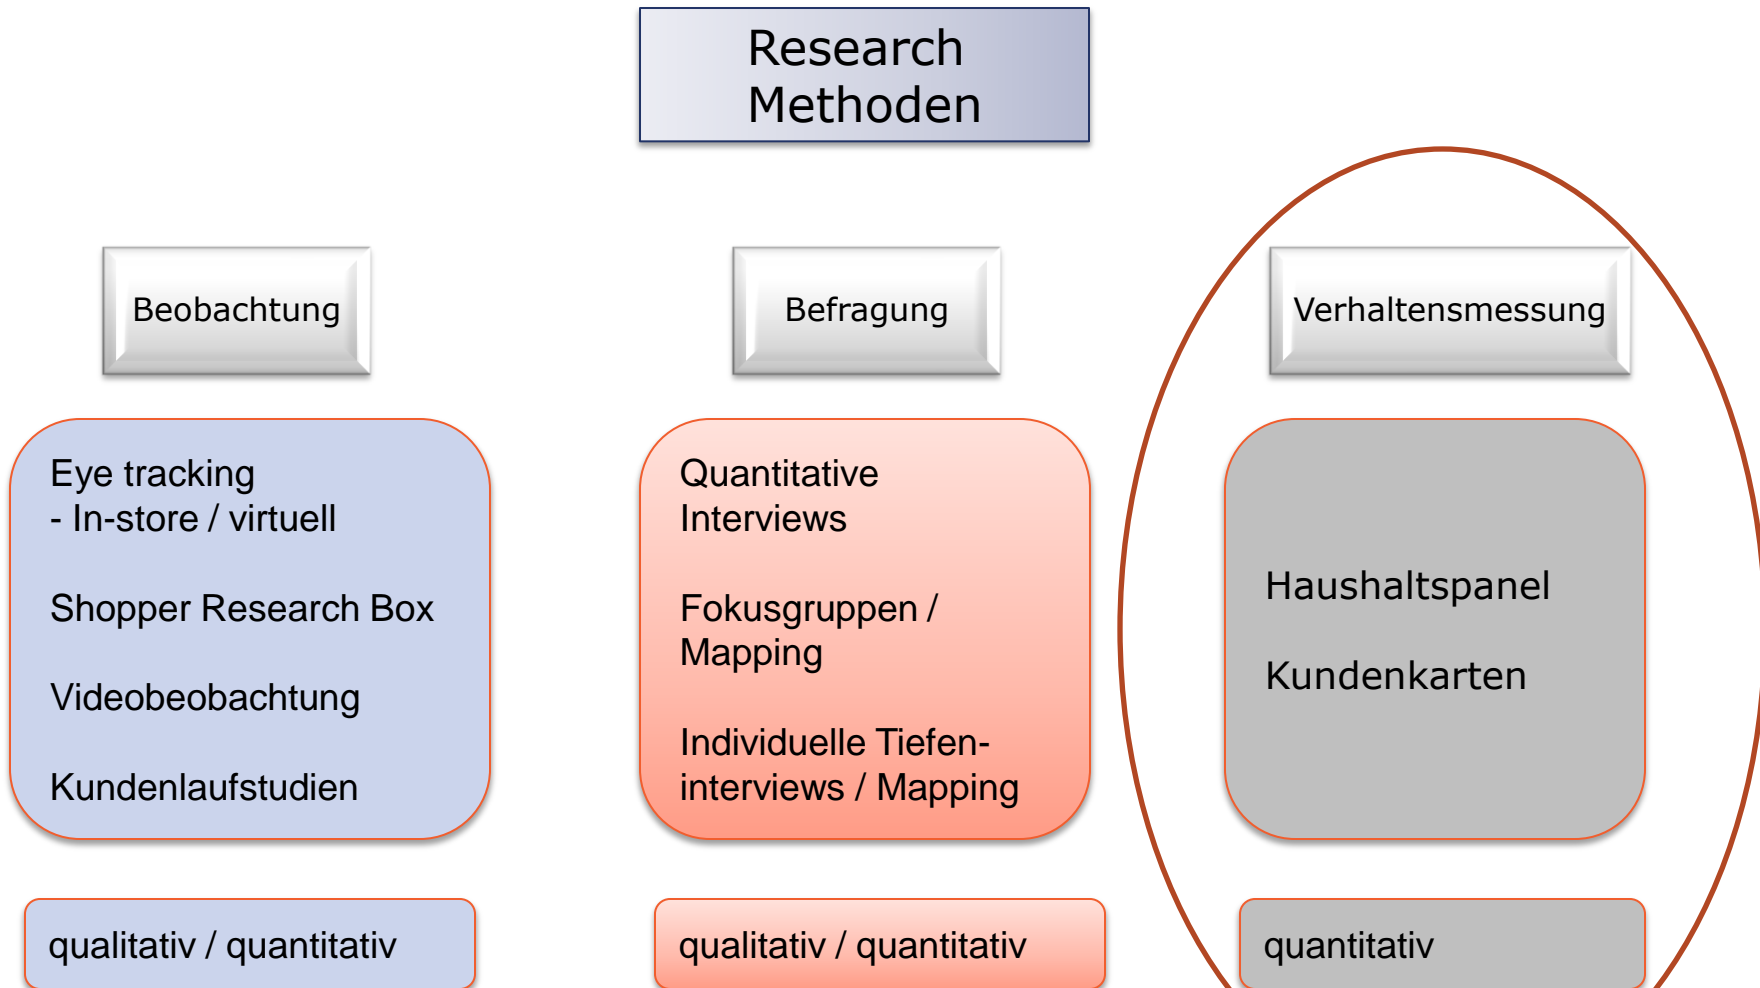 Research
Methoden
Beobachtung
Befragung
Verhaltensmessung
Eye tracking
- In-store / virtuell
Shopper Research Box
Videobeobachtung
Kundenlaufstudien
Quantitative
Interviews
Fokusgruppen /
Mapping
Individuelle Tiefen-
interviews / Mapping
Haushaltspanel
Kundenkarten
qualitativ / quantitativ
qualitativ / quantitativ
quantitativ